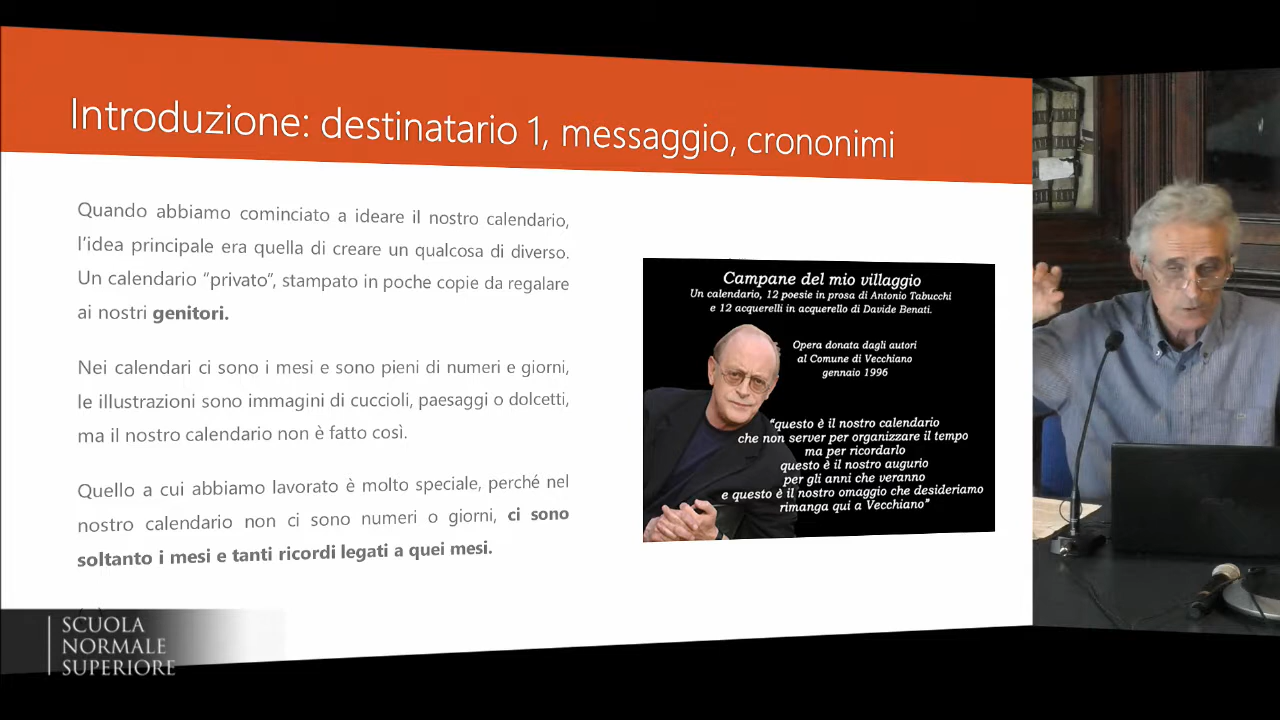 Introduzione: destinatario 1, messaggio, crononimi
Quando abbiamo cominciato a ideare il nostro calendario,
l'idea principale era quella di creare un qualcosa di diverso.
Un calendario "privato", stampato in poche copie da regalare
ai nostri genitori.
Nei calendari ci sono i mesi e sono pieni di numeri e giorni,
le illustrazioni sono immagini di cuccioli, paesaggi o dolcetti,
ma il nostro calendario non è fatto così.
Quello a cui abbiamo lavorato è molto speciale, perché nel
nostro calendario non ci sono numeri o giorni, ci sono
soltanto i mesi e tanti ricordi legati a quei mesi.
Campane del mio villaggio
Un calendario, 12 poesie in prosa di Antonio Tabucchi
e 12 acquerelli in acquerello di Davide Benati.
Opera donata dagli autori
al Comune di Vecchiano
gennaio 1996
"questo è il nostro calendario
che non server per organizzare il tempo
ma per ricordarlo
questo è il nostro augurio
per gli anni che veranno
e questo è il nostro omaggio che desideriamo
rimanga qui a Vecchiano"
SCUOLA
NORMALE
SUPERIORE